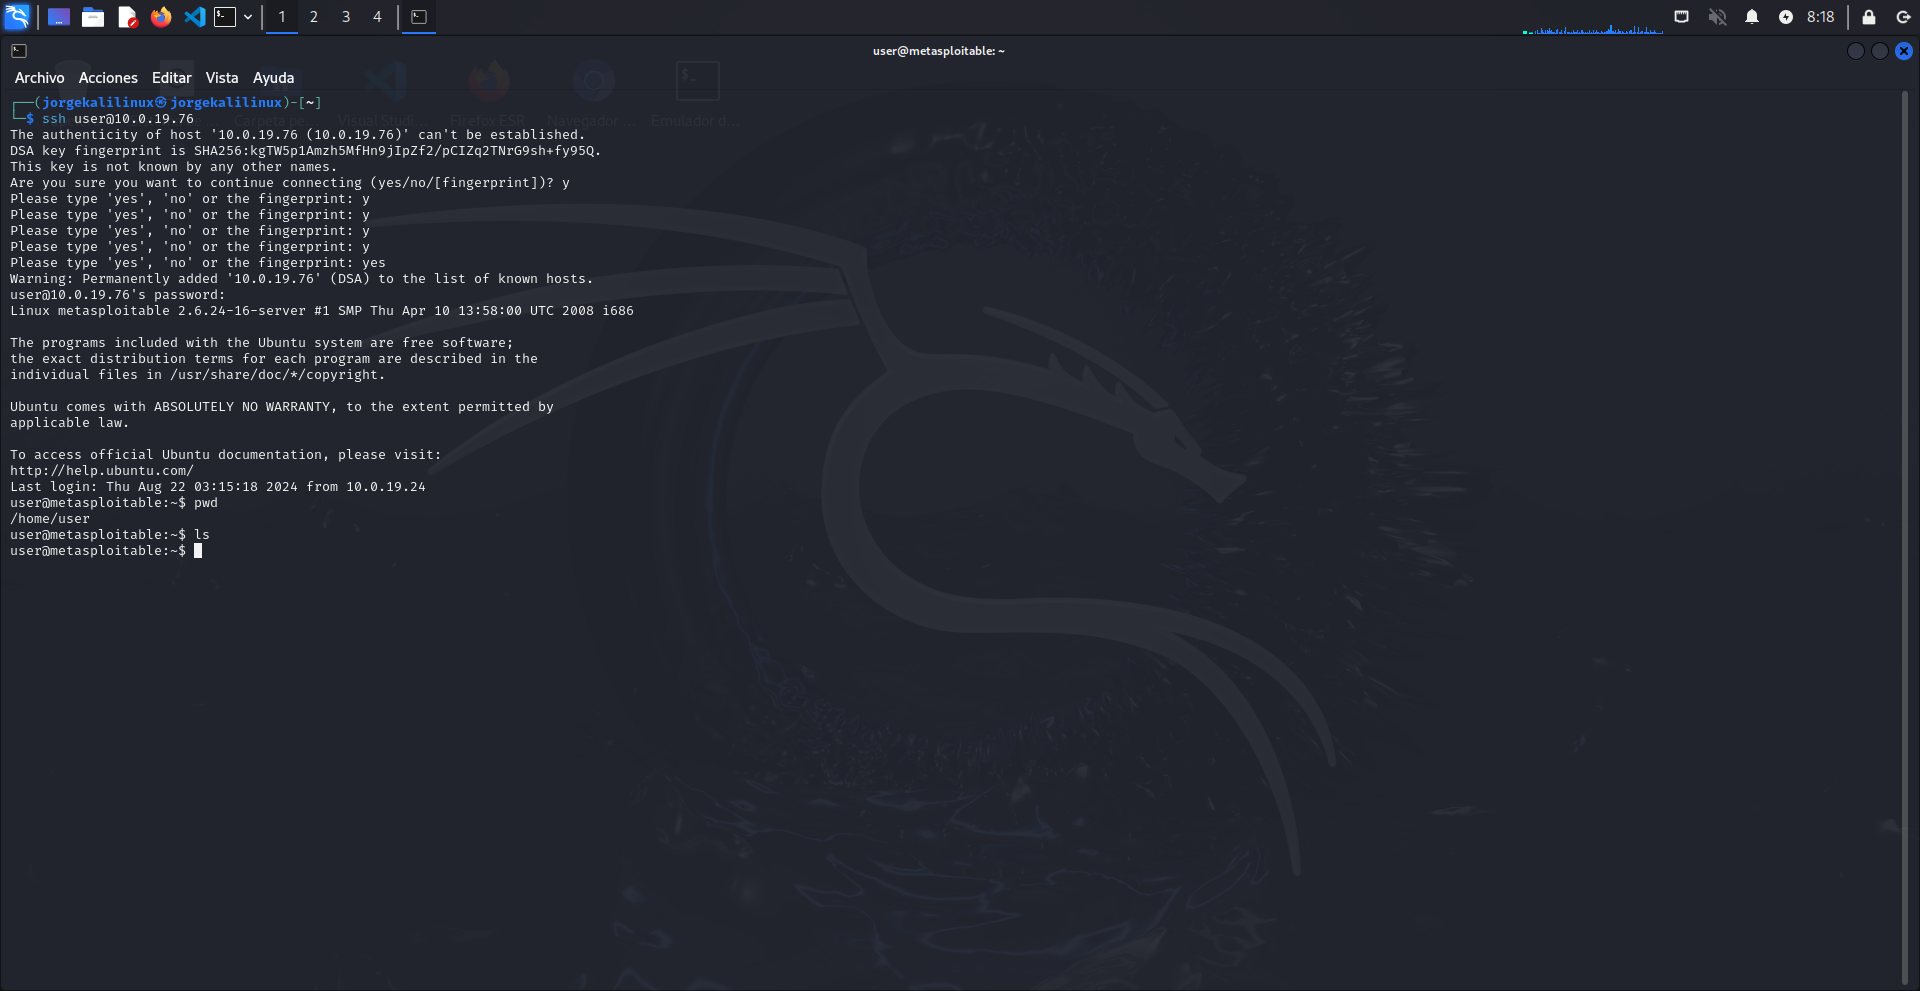 1 2 3 4 8:18
user@metasploitable: ~
Archivo Acciones Editar Vista Ayuda
┌──(jorgekalilinux㉿jorgekalilinux)-[~]
└─$ ssh user@10.0.19.76
The authenticity of host '10.0.19.76 (10.0.19.76)' can't be established.
DSA key fingerprint is SHA256:kgTW5p1Amzh5MfHn9jIpZf2/pCIZq2TNrG9sh+fy95Q.
This key is not known by any other names.
Are you sure you want to continue connecting (yes/no/[fingerprint])? y
Please type 'yes', 'no' or the fingerprint: y
Please type 'yes', 'no' or the fingerprint: y
Please type 'yes', 'no' or the fingerprint: y
Please type 'yes', 'no' or the fingerprint: y
Please type 'yes', 'no' or the fingerprint: yes
Warning: Permanently added '10.0.19.76' (DSA) to the list of known hosts.
user@10.0.19.76's password:
Linux metasploitable 2.6.24-16-server #1 SMP Thu Apr 10 13:58:00 UTC 2008 i686
The programs included with the Ubuntu system are free software;
the exact distribution terms for each program are described in the
individual files in /usr/share/doc/*/copyright.
Ubuntu comes with ABSOLUTELY NO WARRANTY, to the extent permitted by
applicable law.
To access official Ubuntu documentation, please visit:
http://help.ubuntu.com/
Last login: Thu Aug 22 03:15:18 2024 from 10.0.19.24
user@metasploitable:~$ pwd
/home/user
user@metasploitable:~$ ls
user@metasploitable:~$
Carpeta pe... Visual Studi... Firefox ESR Navegador ... Emulador d...